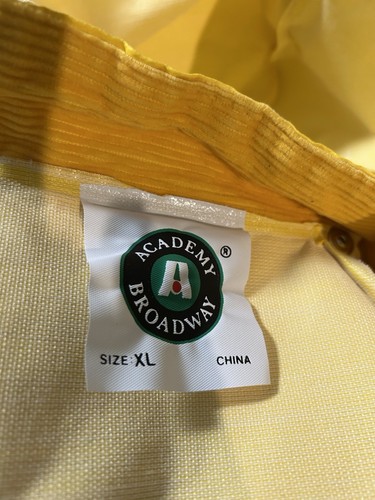 ACADEMY
®
A
BROADWAY
SIZE: XL
CHINA